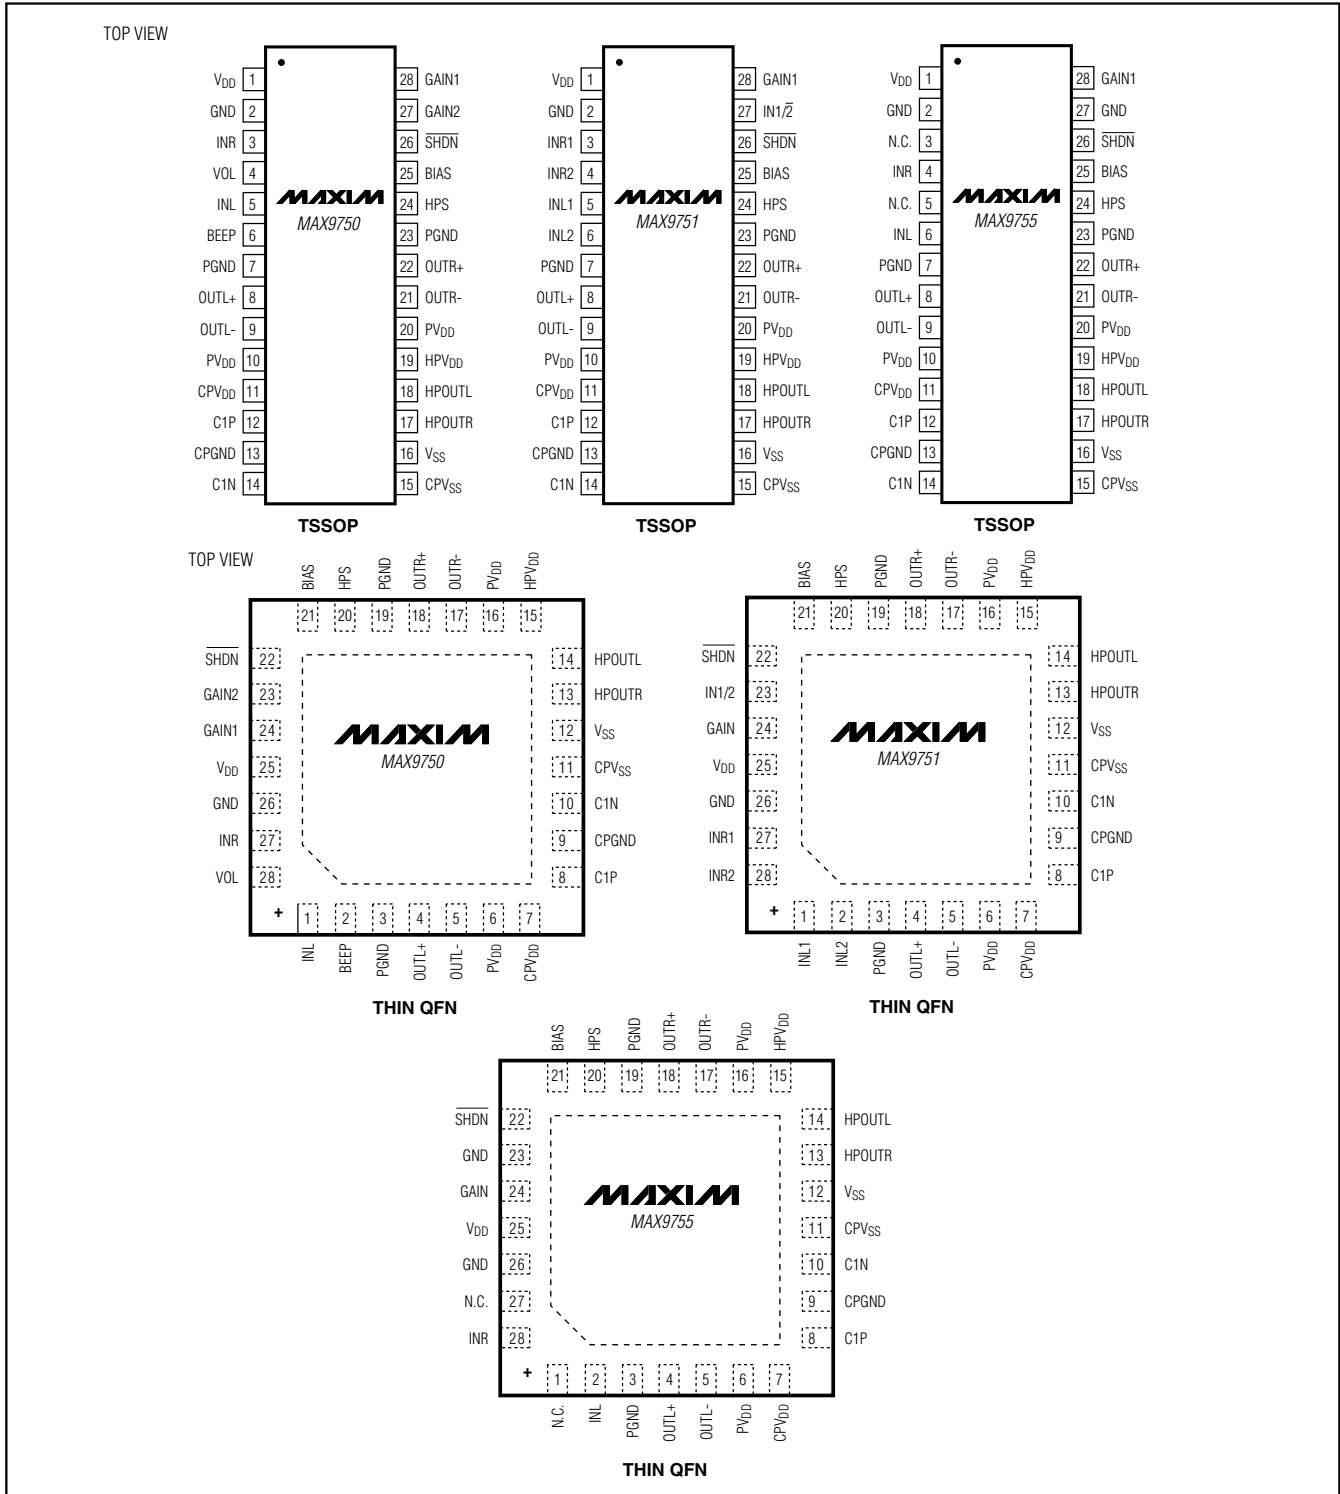 TOP VIEW
MAXIM
MAX9750
VDD 1
GND 2
INR 3
VOL 4
INL 5
BEEP 6
PGND 7
OUTL+ 8
OUTL- 9
PVDD 10
CPVDD 11
C1P 12
CPGND 13
C1N 14
28 GAIN1
27 GAIN2
26 S̅H̅D̅N̅
25 BIAS
24 HPS
23 PGND
22 OUTR+
21 OUTR-
20 PVDD
19 HPVDD
18 HPOUTL
17 HPOUTR
16 VSS
15 CPVSS
TSSOP
MAXIM
MAX9751
VDD 1
GND 2
INR1 3
INR2 4
INL1 5
INL2 6
PGND 7
OUTL+ 8
OUTL- 9
PVDD 10
CPVDD 11
C1P 12
CPGND 13
C1N 14
28 GAIN1
27 IN1/2̅
26 S̅H̅D̅N̅
25 BIAS
24 HPS
23 PGND
22 OUTR+
21 OUTR-
20 PVDD
19 HPVDD
18 HPOUTL
17 HPOUTR
16 VSS
15 CPVSS
TSSOP
MAXIM
MAX9755
VDD 1
GND 2
N.C. 3
INR 4
N.C. 5
INL 6
PGND 7
OUTL+ 8
OUTL- 9
PVDD 10
CPVDD 11
C1P 12
CPGND 13
C1N 14
28 GAIN1
27 GND
26 S̅H̅D̅N̅
25 BIAS
24 HPS
23 PGND
22 OUTR+
21 OUTR-
20 PVDD
19 HPVDD
18 HPOUTL
17 HPOUTR
16 VSS
15 CPVSS
TSSOP
TOP VIEW
BIAS HPS PGND OUTR+ OUTR- PVDD HPVDD
21 20 19 18 17 16 15
S̅H̅D̅N̅ 22
GAIN2 23
GAIN1 24
VDD 25
GND 26
INR 27
VOL 28
MAXIM
MAX9750
14 HPOUTL
13 HPOUTR
12 VSS
11 CPVSS
10 C1N
9 CPGND
8 C1P
+ 1 2 3 4 5 6 7
INL BEEP PGND OUTL+ OUTL- PVDD CPVDD
THIN QFN
BIAS HPS PGND OUTR+ OUTR- PVDD HPVDD
21 20 19 18 17 16 15
S̅H̅D̅N̅ 22
IN1/2 23
GAIN 24
VDD 25
GND 26
INR1 27
INR2 28
MAXIM
MAX9751
14 HPOUTL
13 HPOUTR
12 VSS
11 CPVSS
10 C1N
9 CPGND
8 C1P
+ 1 2 3 4 5 6 7
INL1 INL2 PGND OUTL+ OUTL- PVDD CPVDD
THIN QFN
BIAS HPS PGND OUTR+ OUTR- PVDD HPVDD
21 20 19 18 17 16 15
S̅H̅D̅N̅ 22
GND 23
GAIN 24
VDD 25
GND 26
N.C. 27
INR 28
MAXIM
MAX9755
14 HPOUTL
13 HPOUTR
12 VSS
11 CPVSS
10 C1N
9 CPGND
8 C1P
+ 1 2 3 4 5 6 7
N.C. INL PGND OUTL+ OUTL- PVDD CPVDD
THIN QFN